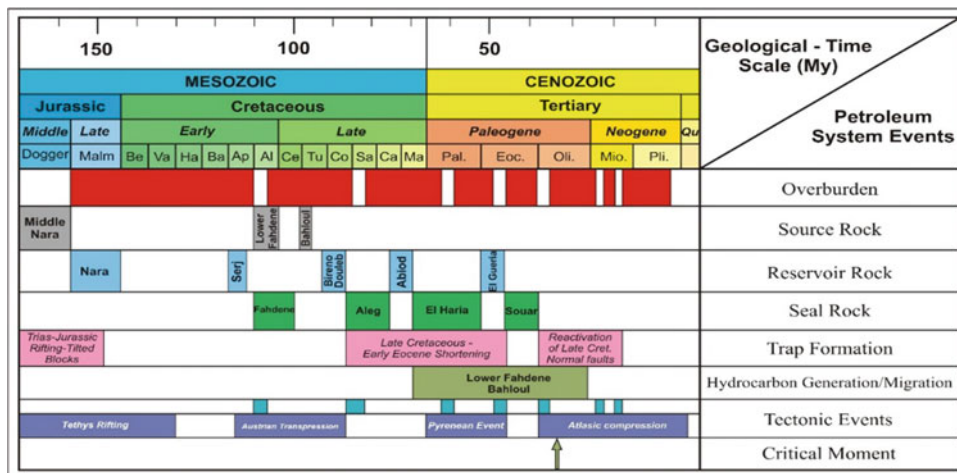 150
100
50
Geological - Time
Scale (My)
MESOZOIC
CENOZOIC
Jurassic
Cretaceous
Tertiary
Petroleum
System Events
Middle
Late
Early
Late
Paleogene
Neogene
Qu
Dogger
Malm
Be
Va
Ha
Ba
Ap
Al
Ce
Tu
Co
Sa
Ca
Ma
Pal.
Eoc.
Oli.
Mio.
Pli.
Overburden
Middle
Nara
Lower
Fahdene
Bahloul
Source Rock
Nara
Serj
Bireno
Douleb
Abiod
El Gueria
Reservoir Rock
Fahdene
Aleg
El Haria
Souar
Seal Rock
Trias-Jurassic
Rifting-Tilted
Blocks
Late Cretaceous -
Early Eocene Shortening
Reactivation
of Late Cret.
Normal faults
Trap Formation
Lower Fahdene
Bahloul
Hydrocarbon Generation/Migration
Tethys Rifting
Austrian Transpression
Pyrenean Event
Atlasic compression
Tectonic Events
Critical Moment